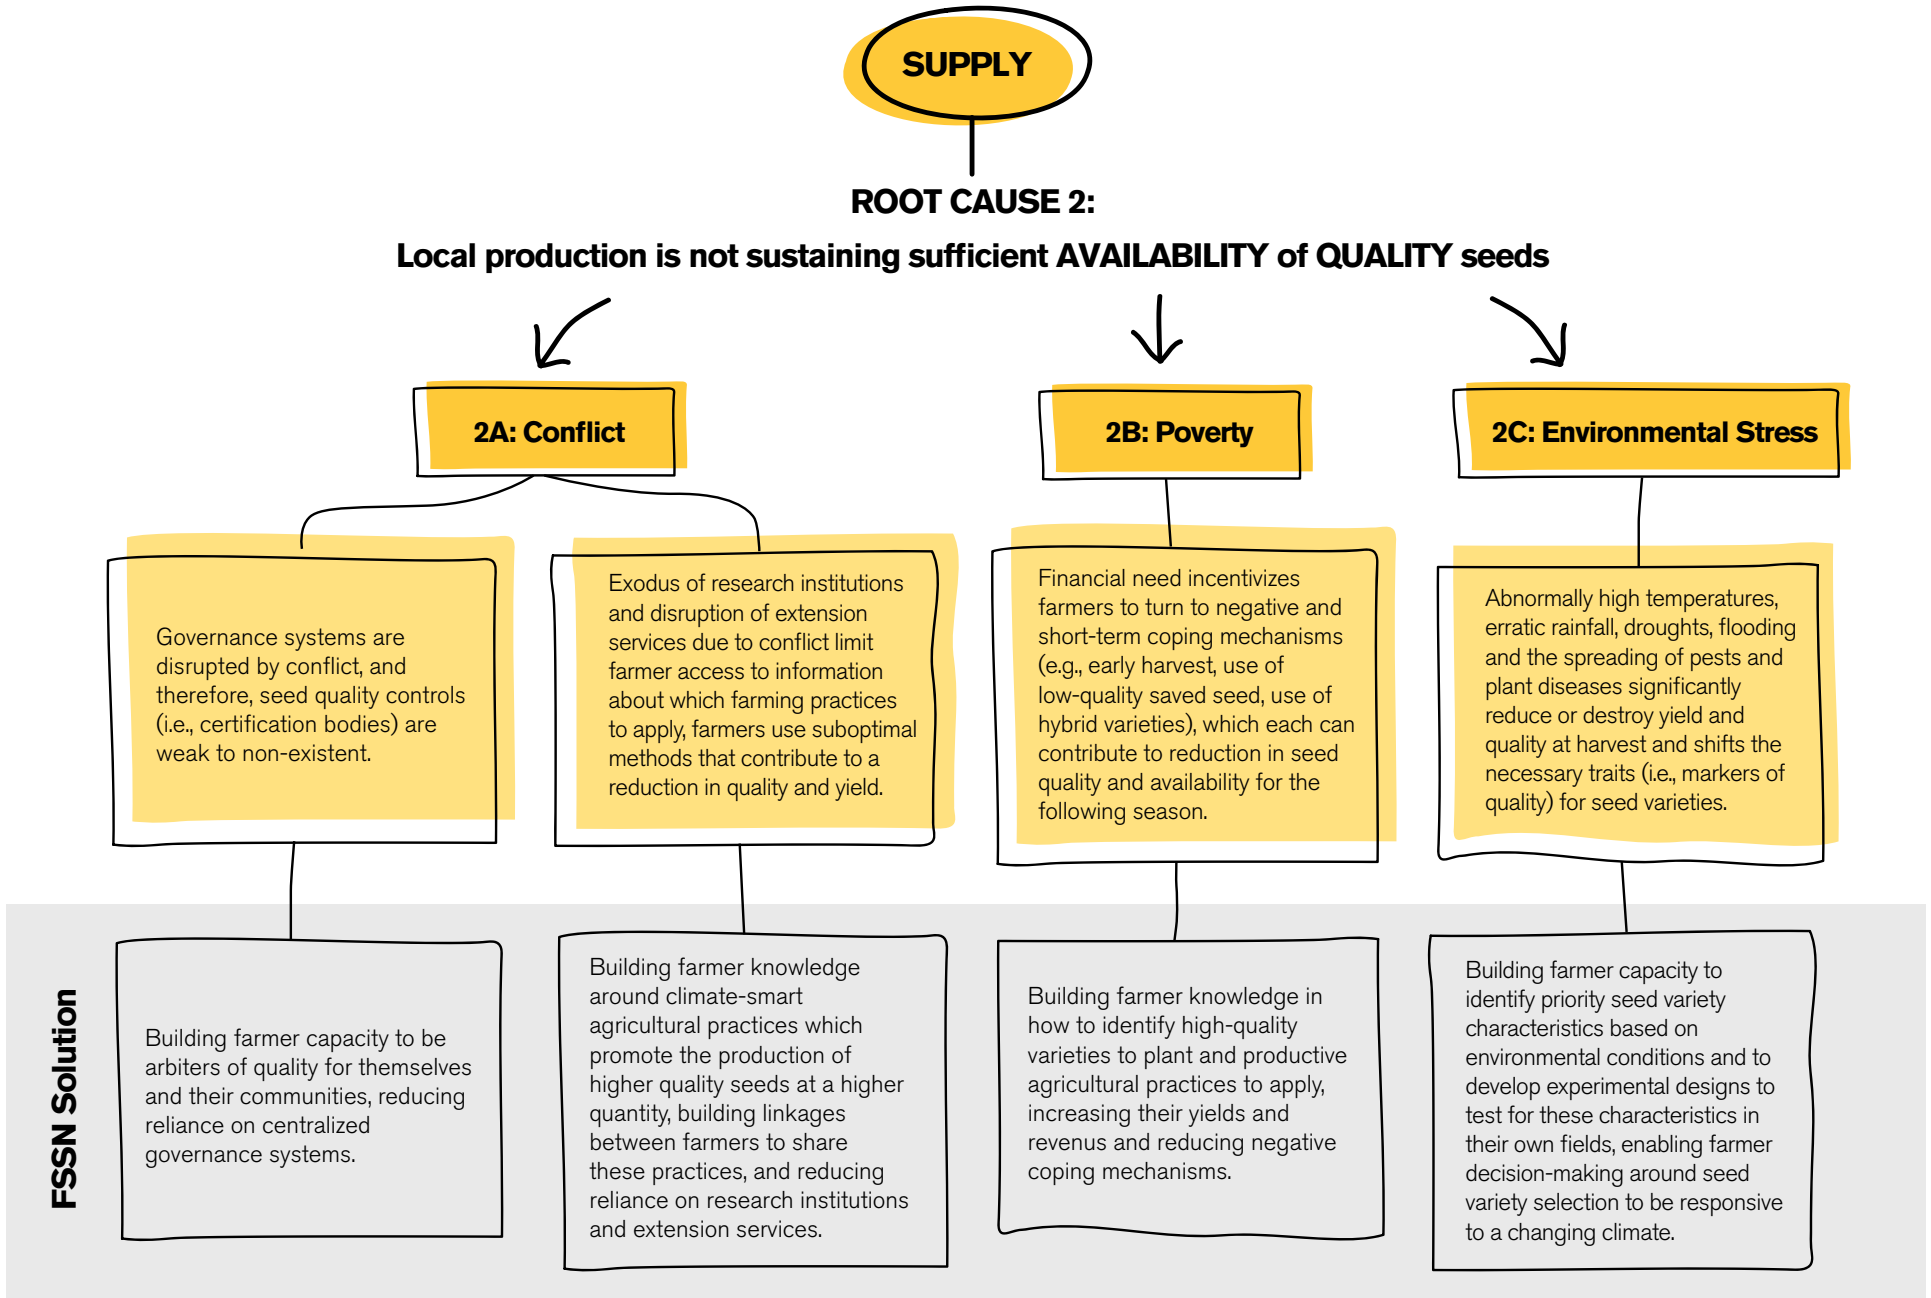 SUPPLY
ROOT CAUSE 2:
Local production is not sustaining sufficient AVAILABILITY of QUALITY seeds
2A: Conflict
2B: Poverty
2C: Environmental Stress
Governance systems are
disrupted by conflict, and
therefore, seed quality controls
(i.e., certification bodies) are
weak to non-existent.
Exodus of research institutions
and disruption of extension
services due to conflict limit
farmer access to information
about which farming practices
to apply, farmers use suboptimal
methods that contribute to a
reduction in quality and yield.
Financial need incentivizes
farmers to turn to negative and
short-term coping mechanisms
(e.g., early harvest, use of
low-quality saved seed, use of
hybrid varieties), which each can
contribute to reduction in seed
quality and availability for the
following season.
Abnormally high temperatures,
erratic rainfall, droughts, flooding
and the spreading of pests and
plant diseases significantly
reduce or destroy yield and
quality at harvest and shifts the
necessary traits (i.e., markers of
quality) for seed varieties.
FSSN Solution
Building farmer capacity to be
arbiters of quality for themselves
and their communities, reducing
reliance on centralized
governance systems.
Building farmer knowledge
around climate-smart
agricultural practices which
promote the production of
higher quality seeds at a higher
quantity, building linkages
between farmers to share
these practices, and reducing
reliance on research institutions
and extension services.
Building farmer knowledge in
how to identify high-quality
varieties to plant and productive
agricultural practices to apply,
increasing their yields and
revenus and reducing negative
coping mechanisms.
Building farmer capacity to
identify priority seed variety
characteristics based on
environmental conditions and to
develop experimental designs to
test for these characteristics in
their own fields, enabling farmer
decision-making around seed
variety selection to be responsive
to a changing climate.